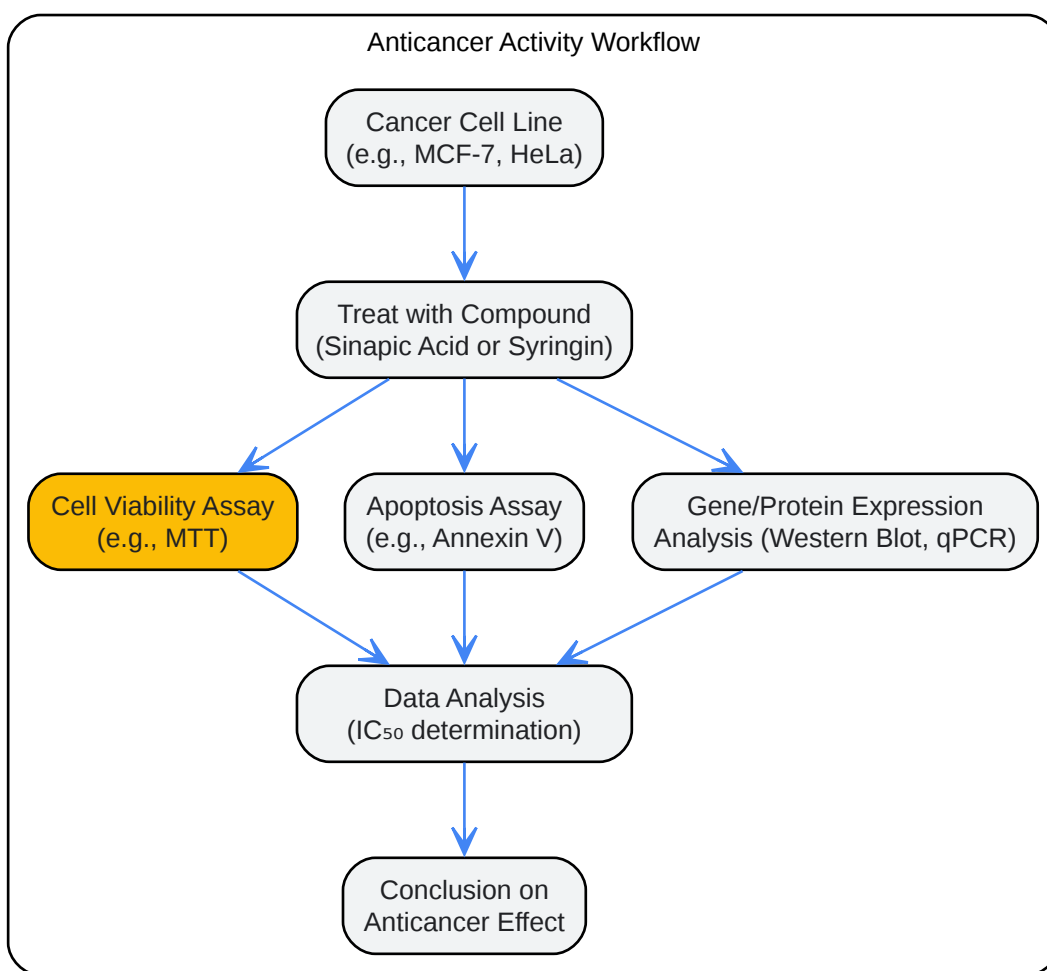 Anticancer Activity Workflow
Cancer Cell Line
(e.g., MCF-7, HeLa)
Treat with Compound
(Sinapic Acid or Syringin)
Cell Viability Assay
(e.g., MTT)
Apoptosis Assay
(e.g., Annexin V)
Gene/Protein Expression
Analysis (Western Blot, qPCR)
Data Analysis
(IC₅₀ determination)
Conclusion on
Anticancer Effect